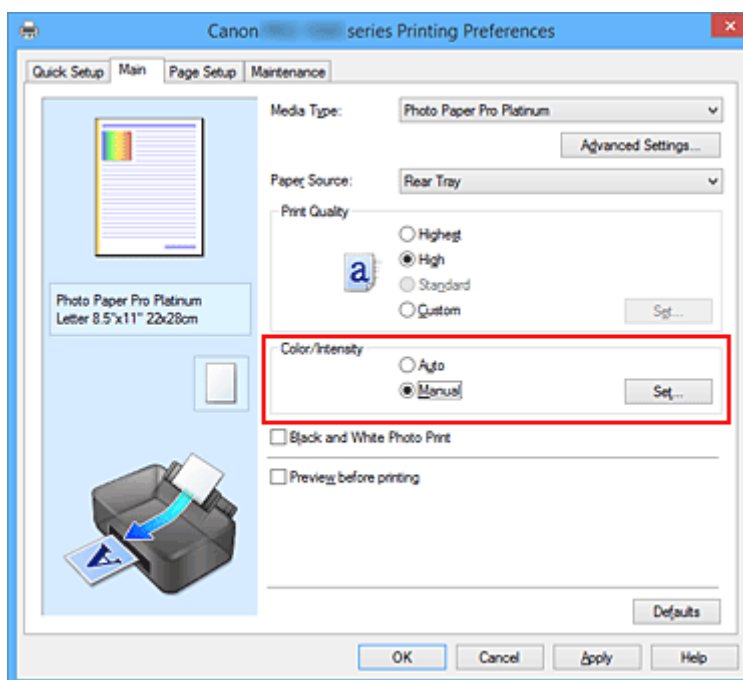 Canon series Printing Preferences
Quick Setup Main Page Setup Maintenance
Media Type: Photo Paper Pro Platinum
Advanced Settings...
Paper Source: Rear Tray
Print Quality
Highest
High
Standard
Custom Set...
a
Photo Paper Pro Platinum
Letter 8.5"x11" 22x28cm
Color/Intensity
Auto
Manual Set...
Black and White Photo Print
Preview before printing
A
Defaults
OK Cancel Apply Help